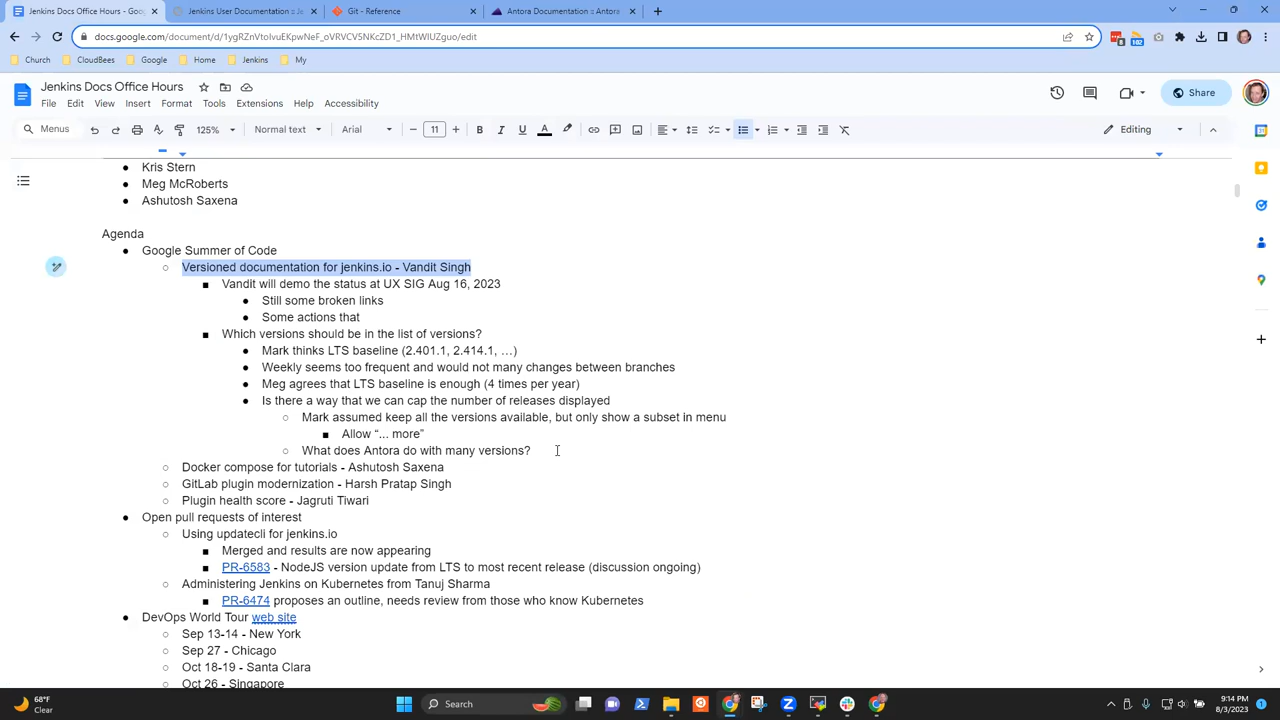 Jenkins Docs Office Hours - Goo
Jenkins User Documentation :: Je
Git - Reference
Antora Documentation :: Antora
docs.google.com/document/d/1ygRZnVtoIvuEKpwNeF_oVRVCV5NKcZD1_HMtWlUZguo/edit
Church
CloudBees
Google
Home
Jenkins
My
Jenkins Docs Office Hours
File Edit View Insert Format Tools Extensions Help Accessibility
Share
Menus
125%
Normal text
Arial
11
Editing
Kris Stern
Meg McRoberts
Ashutosh Saxena
Agenda
Google Summer of Code
Versioned documentation for jenkins.io - Vandit Singh
Vandit will demo the status at UX SIG Aug 16, 2023
Still some broken links
Some actions that
Which versions should be in the list of versions?
Mark thinks LTS baseline (2.401.1, 2.414.1, …)
Weekly seems too frequent and would not many changes between branches
Meg agrees that LTS baseline is enough (4 times per year)
Is there a way that we can cap the number of releases displayed
Mark assumed keep all the versions available, but only show a subset in menu
Allow “... more”
What does Antora do with many versions?
Docker compose for tutorials - Ashutosh Saxena
GitLab plugin modernization - Harsh Pratap Singh
Plugin health score - Jagruti Tiwari
Open pull requests of interest
Using updatecli for jenkins.io
Merged and results are now appearing
PR-6583 - NodeJS version update from LTS to most recent release (discussion ongoing)
Administering Jenkins on Kubernetes from Tanuj Sharma
PR-6474 proposes an outline, needs review from those who know Kubernetes
DevOps World Tour web site
Sep 13-14 - New York
Sep 27 - Chicago
Oct 18-19 - Santa Clara
Oct 26 - Singapore
68°F
Clear
Search
9:14 PM
8/3/2023